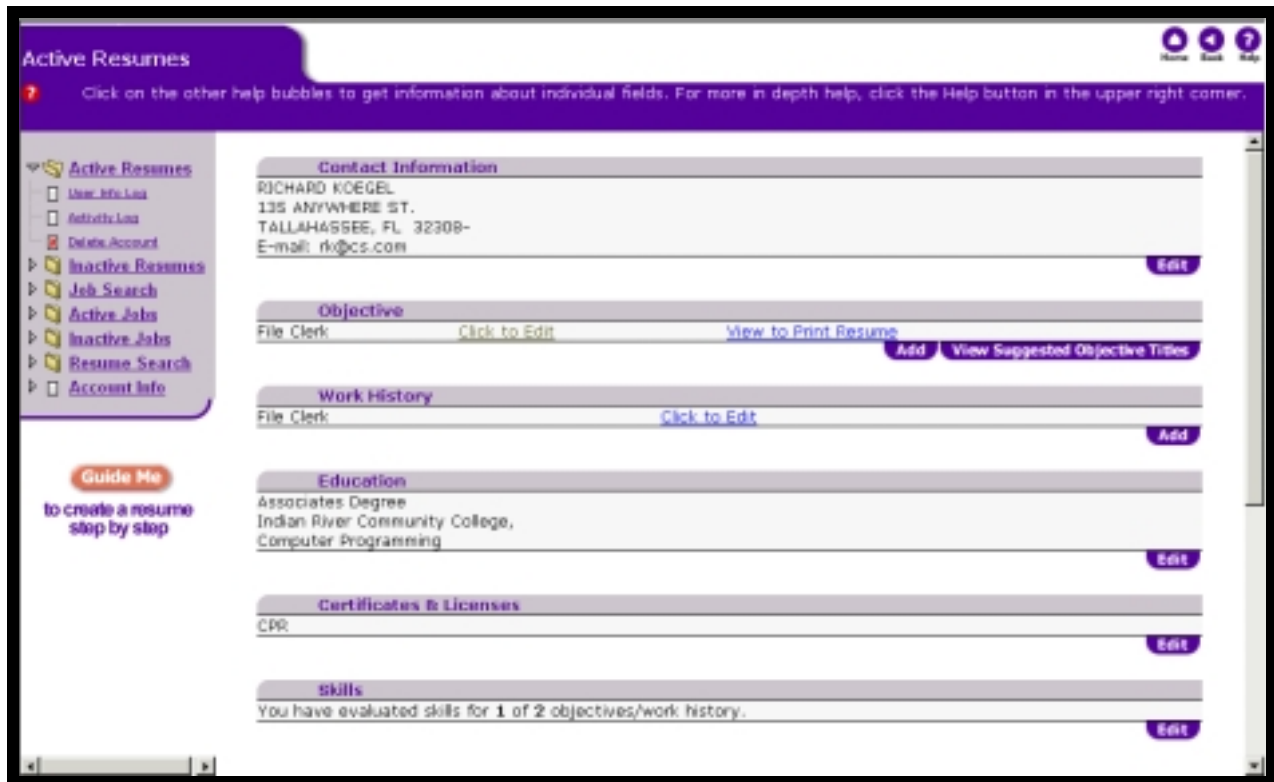 Active Resumes
Home Back Help
? Click on the other help bubbles to get information about individual fields. For more in depth help, click the Help button in the upper right corner.
Active Resumes
User Info Log
Activity Log
Delete Account
Inactive Resumes
Job Search
Active Jobs
Inactive Jobs
Resume Search
Account Info
Guide Me
to create a resume
step by step
Contact Information
RICHARD KOEGEL
135 ANYWHERE ST.
TALLAHASSEE, FL 32308-
E-mail: rk@cs.com
Edit
Objective
File Clerk Click to Edit View to Print Resume
Add View Suggested Objective Titles
Work History
File Clerk Click to Edit
Add
Education
Associates Degree
Indian River Community College,
Computer Programming
Edit
Certificates & Licenses
CPR
Edit
Skills
You have evaluated skills for 1 of 2 objectives/work history.
Edit